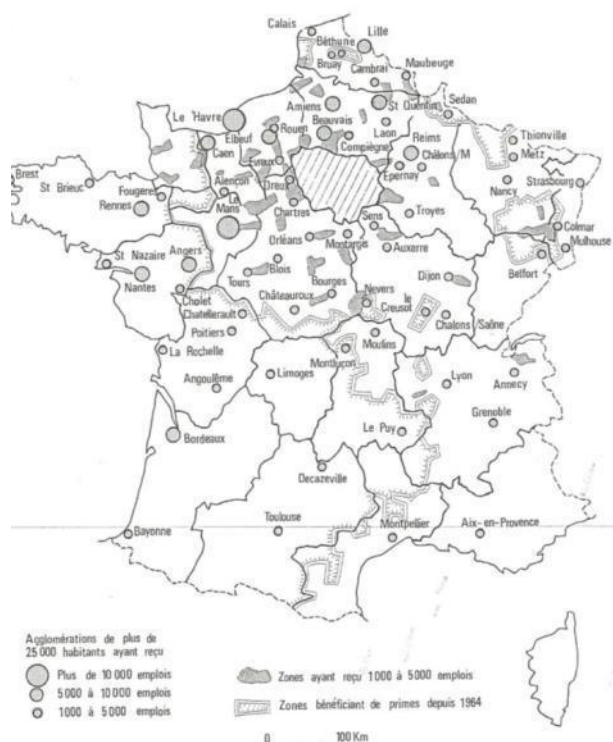 Calais
Lille
Béthune
Bruay
Cambrai
Maubeuge
Amiens
St Quentin
Sedan
Le Havre
Rouen
Beauvais
Laon
Elbeuf
Compiègne
Reims
Thionville
Caen
Evreux
Châlons/M
Metz
Epernay
Brest
St Brieuc
Alençon
Dreux
Nancy
Strasbourg
Fougères
Le
Mans
Chartres
Rennes
Sens
Troyes
Colmar
Orléans
Montargis
Mulhouse
St Nazaire
Angers
Auxerre
Blois
Belfort
Nantes
Tours
Bourges
Dijon
Cholet
Châteauroux
Nevers
le
Creusot
Chatellerault
Chalons/Saône
Poitiers
Moulins
La Rochelle
Montluçon
Angoulême
Limoges
Lyon
Annecy
Grenoble
Le Puy
Bordeaux
Decazeville
Bayonne
Toulouse
Montpellier
Aix-en-Provence
Agglomérations de plus de
25 000 habitants ayant reçu
Plus de 10 000 emplois
5 000 à 10 000 emplois
1000 à 5 000 emplois
Zones ayant reçu 1 000 à 5 000 emplois
Zones bénéficiant de primes depuis 1964
0 100 Km